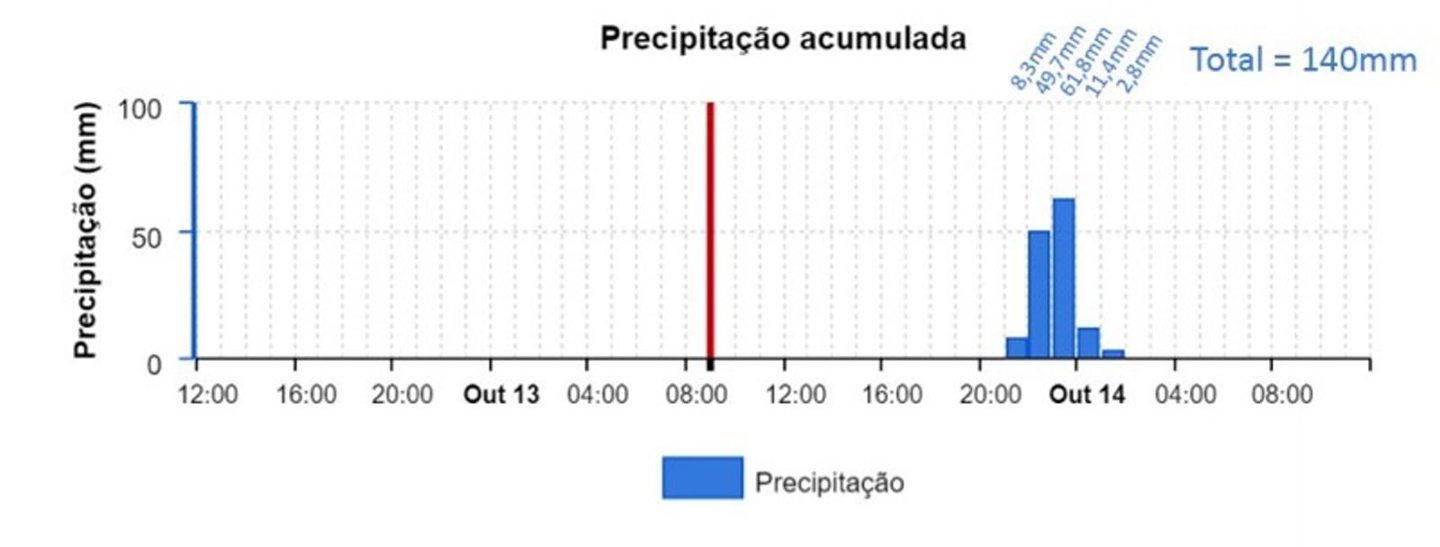 Precipitação acumulada
8,3mm
49,7mm
61,8mm
11,4mm
2,8mm
Total = 140mm
Precipitação (mm)
100
50
0
12:00 16:00 20:00 Out 13 04:00 08:00 12:00 16:00 20:00 Out 14 04:00 08:00
Precipitação